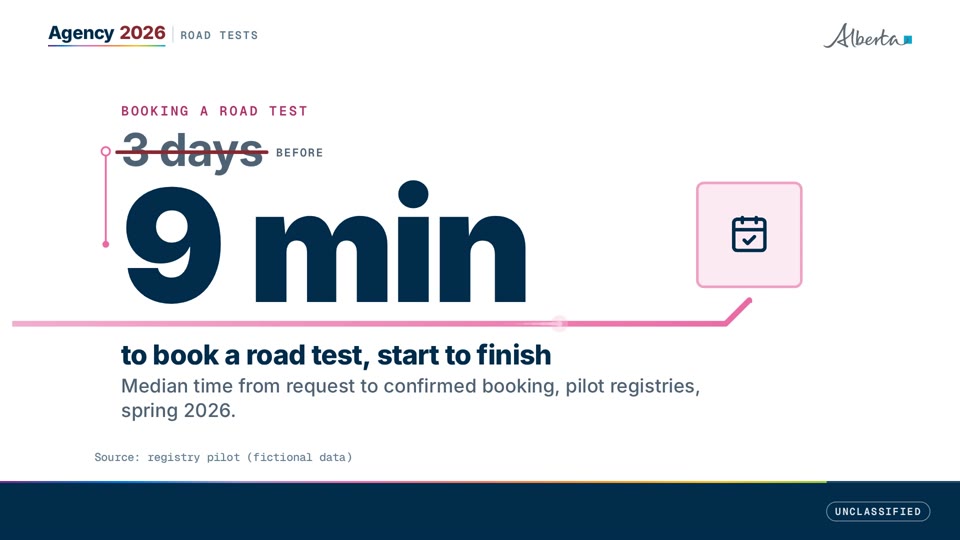 Agency 2026 | ROAD TESTS
Alberta
BOOKING A ROAD TEST
3 days BEFORE
9 min
to book a road test, start to finish
Median time from request to confirmed booking, pilot registries,
spring 2026.
Source: registry pilot (fictional data)
UNCLASSIFIED